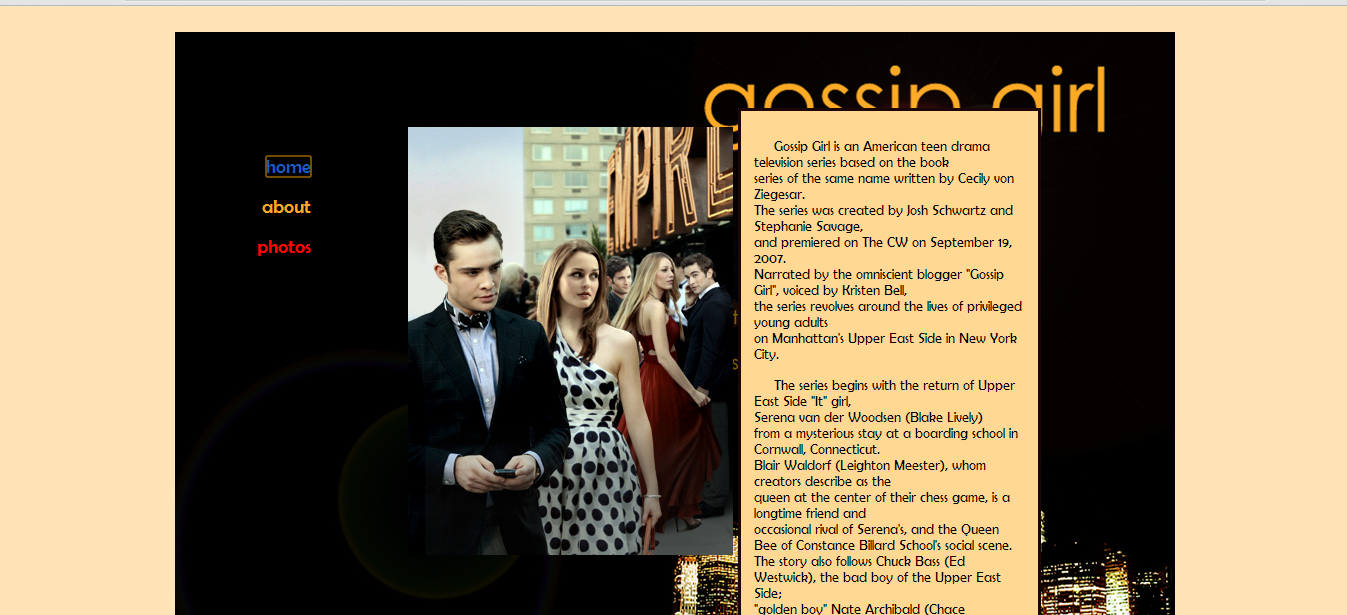 gossip girl
home
about
photos
EMPIRE
Gossip Girl is an American teen drama
television series based on the book
series of the same name written by Cecily von
Ziegesar.
The series was created by Josh Schwartz and
Stephanie Savage,
and premiered on The CW on September 19,
2007.
Narrated by the omniscient blogger "Gossip
Girl", voiced by Kristen Bell,
the series revolves around the lives of privileged
young adults
on Manhattan's Upper East Side in New York
City.
The series begins with the return of Upper
East Side "It" girl,
Serena van der Woodsen (Blake Lively)
from a mysterious stay at a boarding school in
Cornwall, Connecticut.
Blair Waldorf (Leighton Meester), whom
creators describe as the
queen at the center of their chess game, is a
longtime friend and
occasional rival of Serena's, and the Queen
Bee of Constance Billard School's social scene.
The story also follows Chuck Bass (Ed
Westwick), the bad boy of the Upper East
Side;
"golden boy" Nate Archibald (Chace